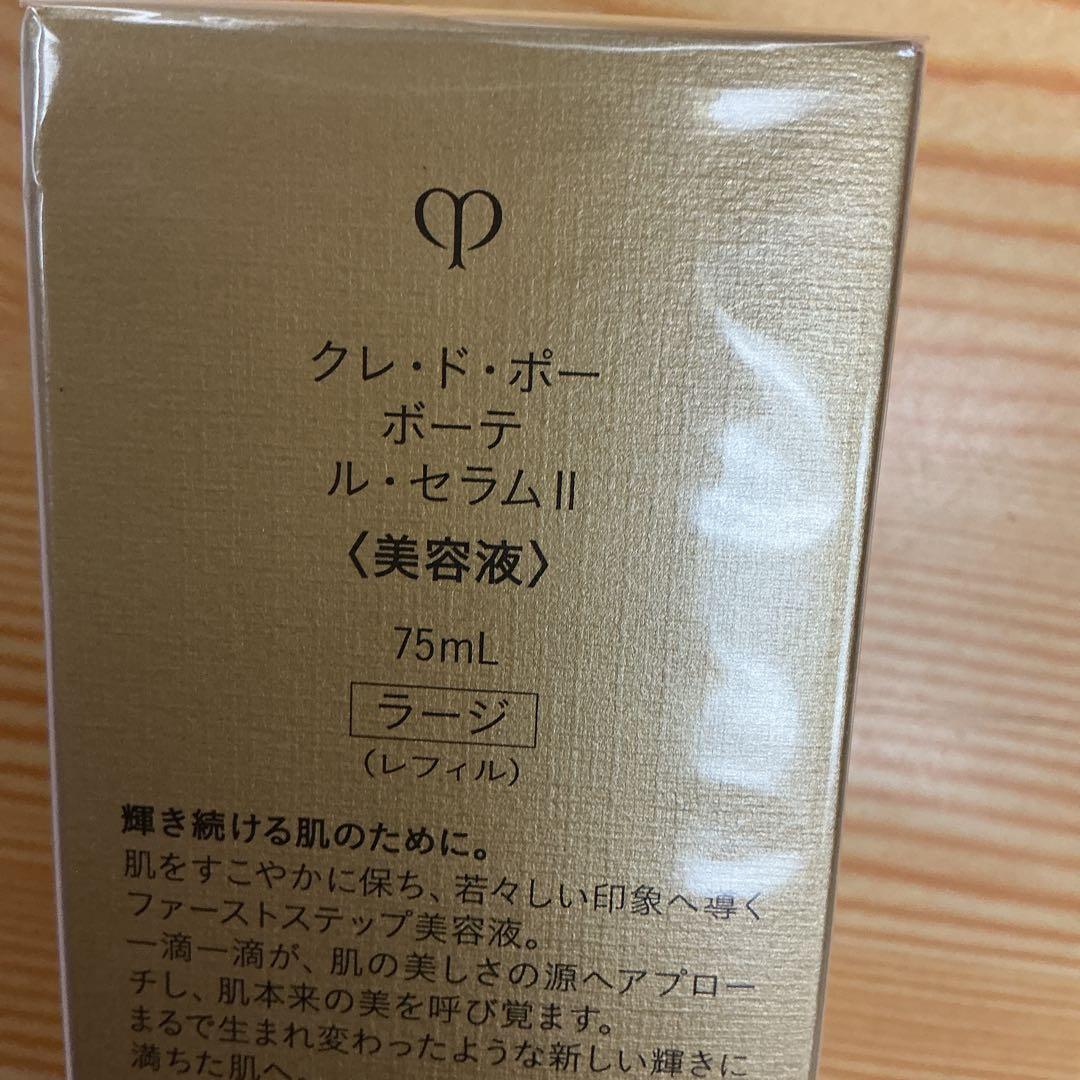 クレ・ド・ポー
ボーテ
ル・セラムII
〈美容液〉
75mL
ラージ
(レフィル)
輝き続ける肌のために。
肌をすこやかに保ち、若々しい印象へ導く
ファーストステップ美容液。
一滴一滴が、肌の美しさの源へアプロー
チし、肌本来の美を呼び覚ます。
まるで生まれ変わったような新しい輝きに
満ちた肌へ。